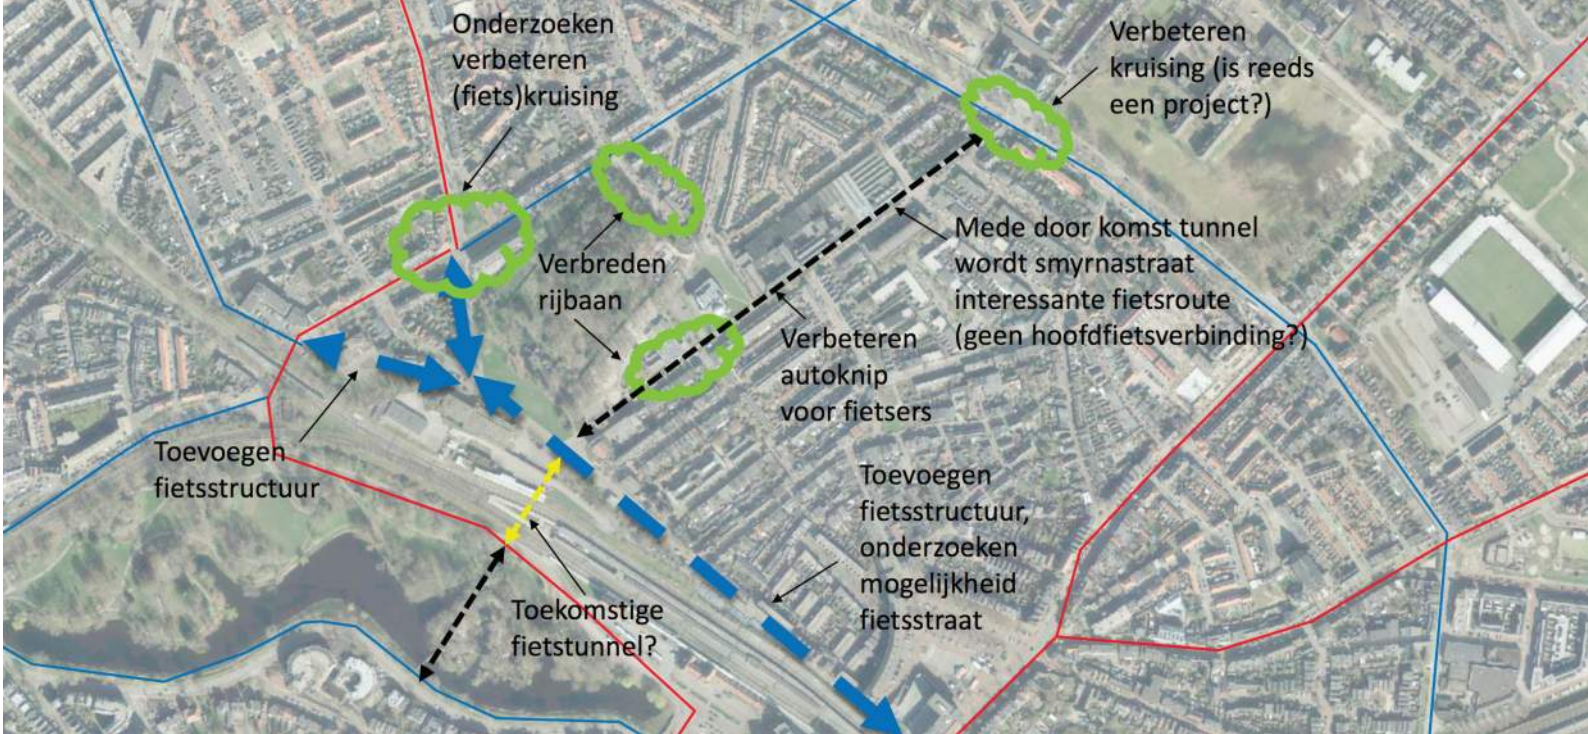 Onderzoeken
verbeteren
(fiets)kruising
Verbeteren
kruising (is reeds
een project?)
Verbreden
rijbaan
Mede door komst tunnel
wordt smyrnastraat
interessante fietsroute
(geen hoofdfietsverbinding?)
Verbeteren
autoknip
voor fietsers
Toevoegen
fietsstructuur
Toevoegen
fietsstructuur,
onderzoeken
mogelijkheid
fietsstraat
Toekomstige
fietstunnel?